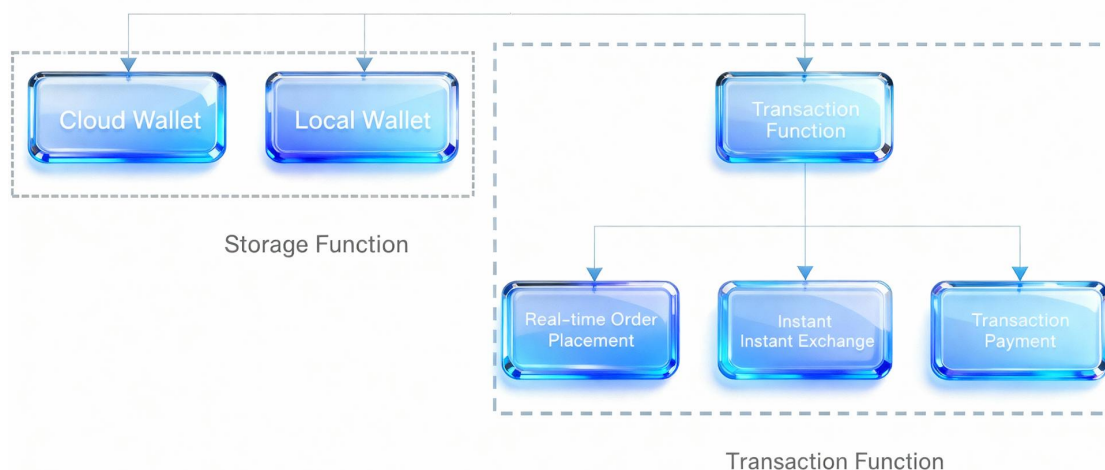 Cloud Wallet
Local Wallet
Transaction
Function
Storage Function
Real-time Order
Placement
Instant
Instant Exchange
Transaction
Payment
Transaction Function